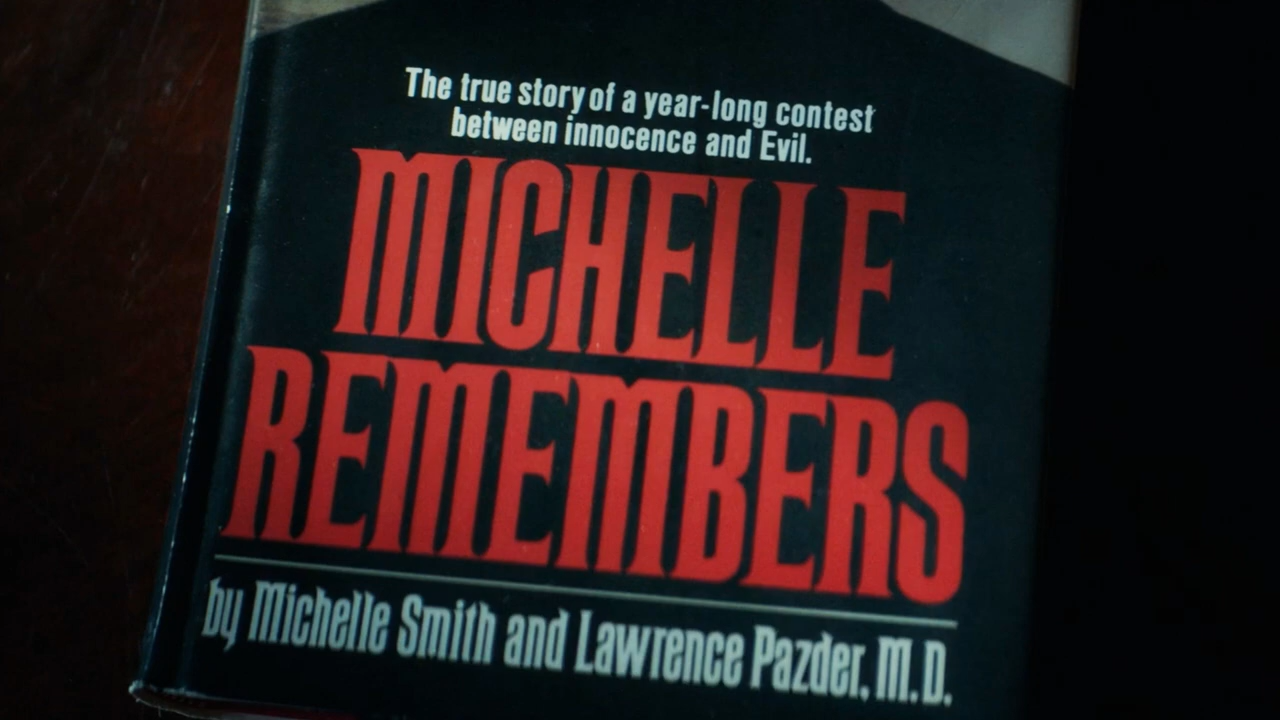 The true story of a year-long contest
between innocence and Evil.
MICHELLE
REMEMBERS
by Michelle Smith and Lawrence Pazder, M.D.